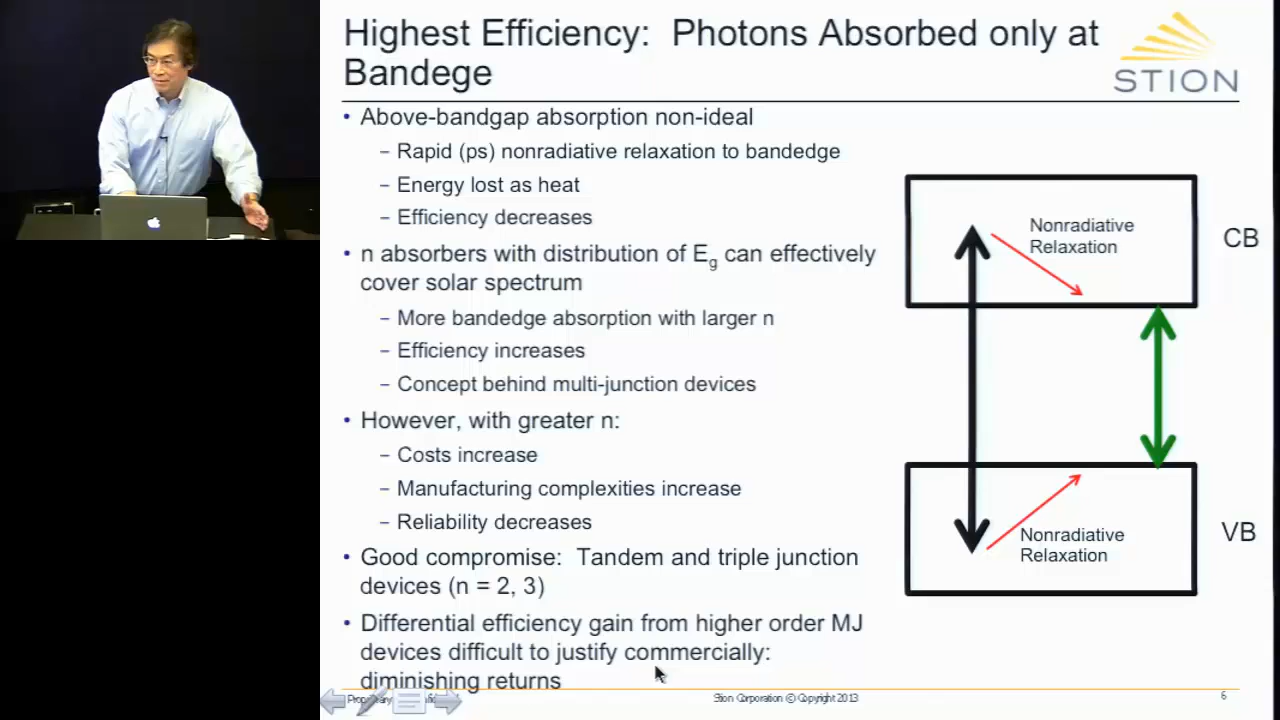 Highest Efficiency:  Photons Absorbed only at
Bandege
STION
• Above-bandgap absorption non-ideal
– Rapid (ps) nonradiative relaxation to bandedge
– Energy lost as heat
– Efficiency decreases
• n absorbers with distribution of Eg can effectively
cover solar spectrum
– More bandedge absorption with larger n
– Efficiency increases
– Concept behind multi-junction devices
• However, with greater n:
– Costs increase
– Manufacturing complexities increase
– Reliability decreases
• Good compromise:  Tandem and triple junction
devices (n = 2, 3)
• Differential efficiency gain from higher order MJ
devices difficult to justify commercially:
diminishing returns
Nonradiative
Relaxation
CB
Nonradiative
Relaxation
VB
Stion Corporation © Copyright 2013
6